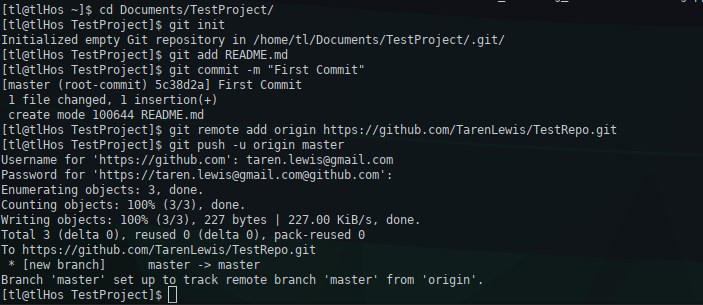 [tl@tlHos ~]$ cd Documents/TestProject/
[tl@tlHos TestProject]$ git init
Initialized empty Git repository in /home/tl/Documents/TestProject/.git/
[tl@tlHos TestProject]$ git add README.md
[tl@tlHos TestProject]$ git commit -m "First Commit"
[master (root-commit) 5c38d2a] First Commit
 1 file changed, 1 insertion(+)
 create mode 100644 README.md
[tl@tlHos TestProject]$ git remote add origin https://github.com/TarenLewis/TestRepo.git
[tl@tlHos TestProject]$ git push -u origin master
Username for 'https://github.com': taren.lewis@gmail.com
Password for 'https://taren.lewis@gmail.com@github.com':
Enumerating objects: 3, done.
Counting objects: 100% (3/3), done.
Writing objects: 100% (3/3), 227 bytes | 227.00 KiB/s, done.
Total 3 (delta 0), reused 0 (delta 0), pack-reused 0
To https://github.com/TarenLewis/TestRepo.git
 * [new branch]      master -> master
Branch 'master' set up to track remote branch 'master' from 'origin'.
[tl@tlHos TestProject]$